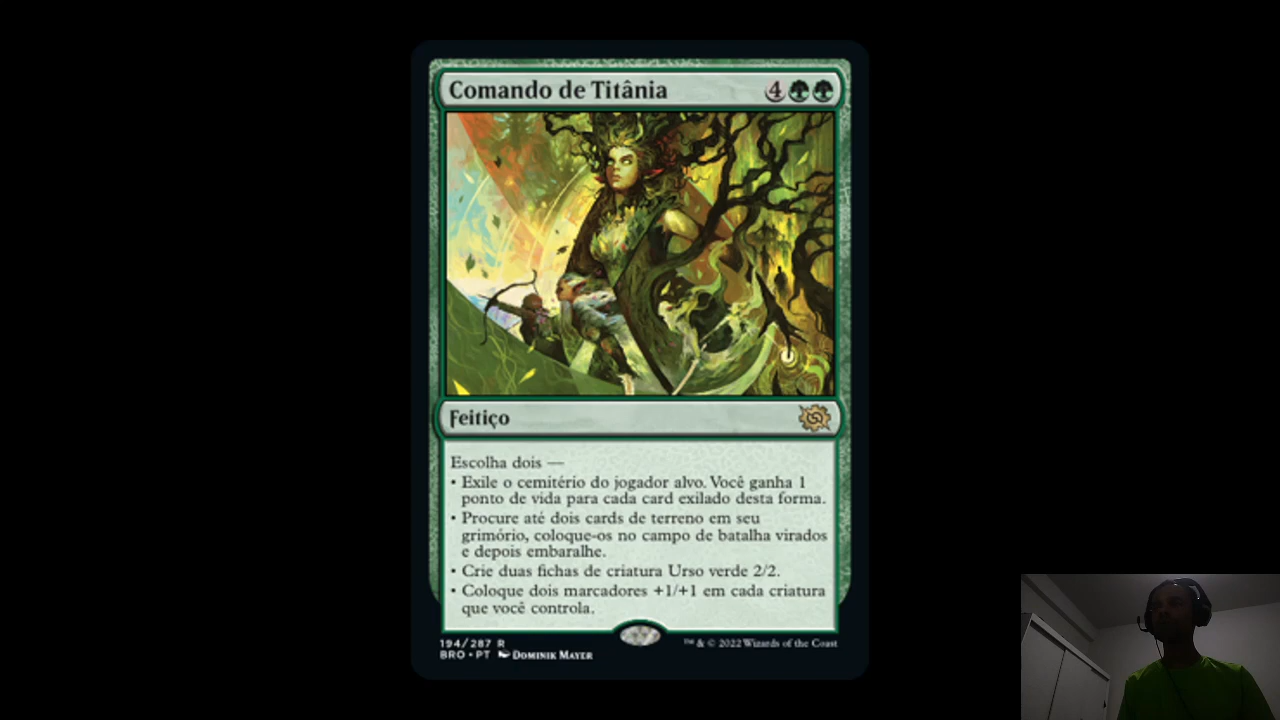 Comando de Titânia 4
Feitiço
Escolha dois —
• Exile o cemitério do jogador alvo. Você ganha 1
ponto de vida para cada card exilado desta forma.
• Procure até dois cards de terreno em seu
grimório, coloque-os no campo de batalha virados
e depois embaralhe.
• Crie duas fichas de criatura Urso verde 2/2.
• Coloque dois marcadores +1/+1 em cada criatura
que você controla.
194/287 R
BRO • PT DOMINIK MAYER
™ & © 2022 Wizards of the Coast